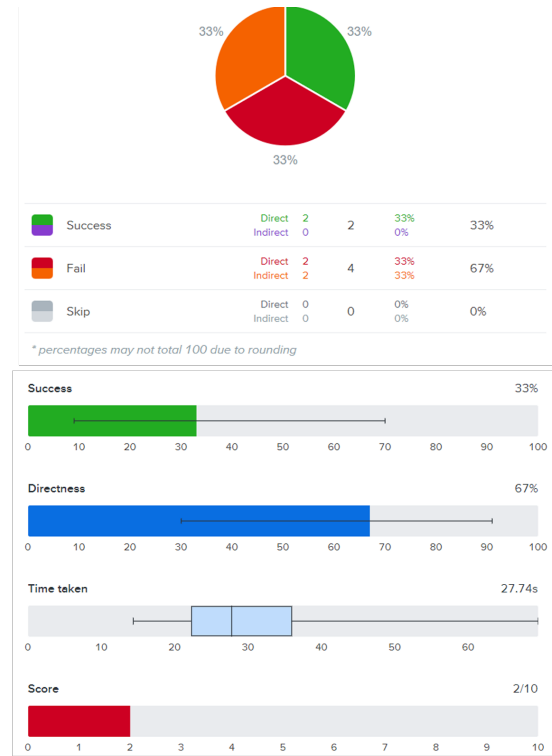 33% 33%
33%
Success Direct 2 2 33% 33%
Indirect 0 0%
Fail Direct 2 4 33% 67%
Indirect 2 33%
Skip Direct 0 0 0% 0%
Indirect 0 0%
* percentages may not total 100 due to rounding
Success 33%
0 10 20 30 40 50 60 70 80 90 100
Directness 67%
0 10 20 30 40 50 60 70 80 90 100
Time taken 27.74s
0 10 20 30 40 50 60
Score 2/10
0 1 2 3 4 5 6 7 8 9 10